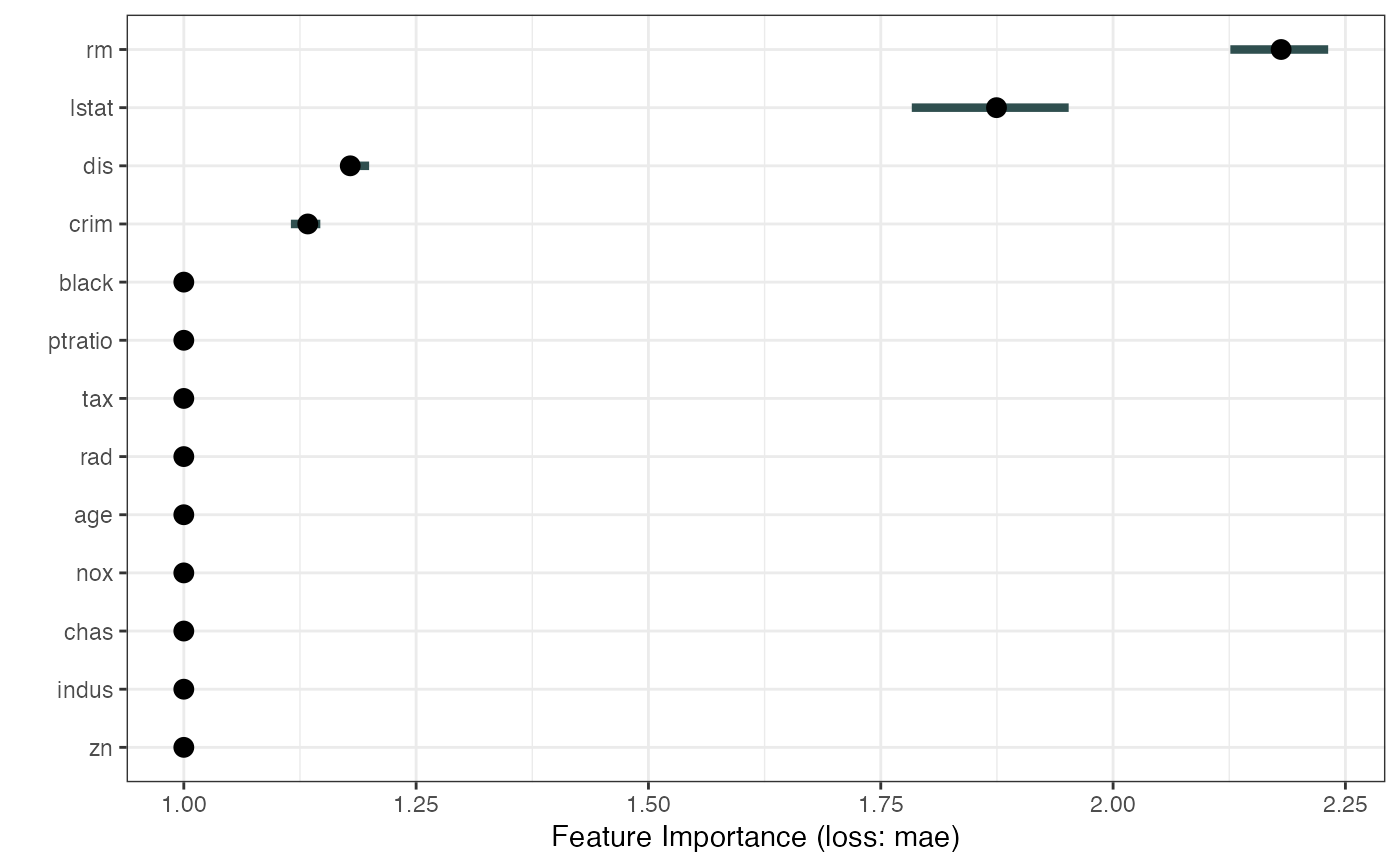 rm
lstat
dis
crim
black
ptratio
tax
rad
age
nox
chas
indus
zn
1.00 1.25 1.50 1.75 2.00 2.25
Feature Importance (loss: mae)